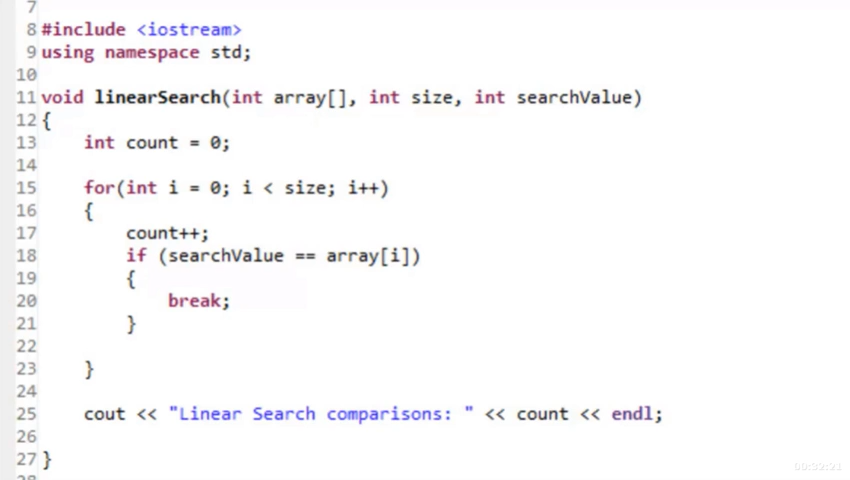 7
8 #include <iostream>
9 using namespace std;
10
11 void linearSearch(int array[], int size, int searchValue)
12 {
13     int count = 0;
14
15     for(int i = 0; i < size; i++)
16     {
17         count++;
18         if (searchValue == array[i])
19         {
20             break;
21         }
22
23     }
24
25     cout << "Linear Search comparisons: " << count << endl;
26
27 }
28